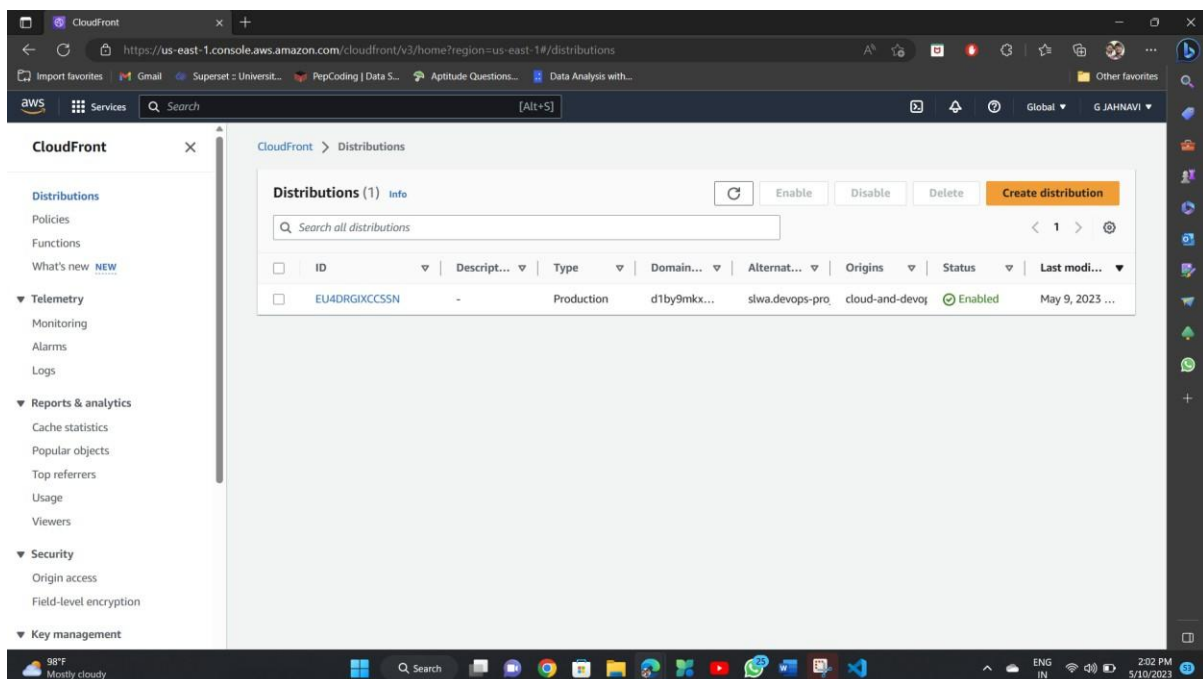 CloudFront
https://us-east-1.console.aws.amazon.com/cloudfront/v3/home?region=us-east-1#/distributions
Import favorites Gmail Superset :: Universit... PepCoding | Data S... Aptitude Questions... Data Analysis with... Other favorites
aws Services Search [Alt+S] Global G JAHNAVI
CloudFront
CloudFront > Distributions
Distributions
Policies
Functions
What's new NEW
Telemetry
Monitoring
Alarms
Logs
Reports & analytics
Cache statistics
Popular objects
Top referrers
Usage
Viewers
Security
Origin access
Field-level encryption
Key management
Distributions (1) Info Enable Disable Delete Create distribution
Search all distributions < 1 >
ID Descript... Type Domain... Alternat... Origins Status Last modi...
EU4DRGIXCCSSN - Production d1by9mkx... slwa.devops-pro cloud-and-devop Enabled May 9, 2023 ...
98°F
Mostly cloudy
Search
25
ENG
IN
2:02 PM
5/10/2023
53